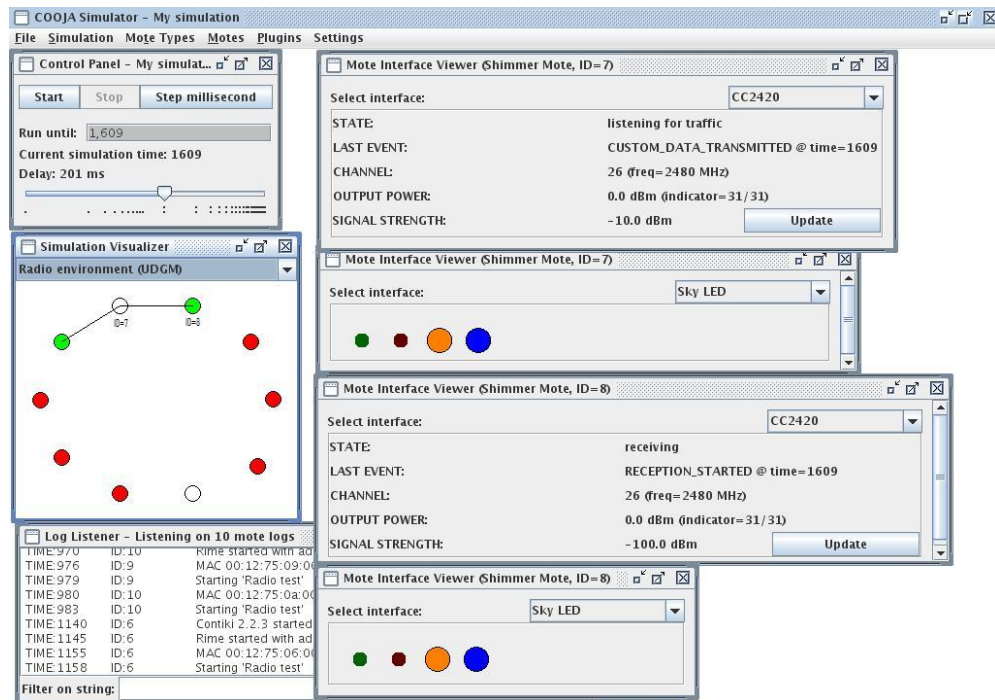 COOJA Simulator - My simulation
File Simulation Mote Types Motes Plugins Settings
Control Panel - My simulat...
Start Stop Step millisecond
Run until: 1,609
Current simulation time: 1609
Delay: 201 ms
Simulation Visualizer
Radio environment (UDGM)
ID=7
ID=8
Log Listener - Listening on 10 mote logs
TIME:970 ID:10 Rime started with ad
TIME:976 ID:9 MAC 00:12:75:09:00
TIME:979 ID:9 Starting 'Radio test'
TIME:980 ID:10 MAC 00:12:75:0a:00
TIME:983 ID:10 Starting 'Radio test'
TIME:1140 ID:6 Contiki 2.2.3 started
TIME:1145 ID:6 Rime started with ad
TIME:1155 ID:6 MAC 00:12:75:06:00
TIME:1158 ID:6 Starting 'Radio test'
Filter on string:
Mote Interface Viewer (Shimmer Mote, ID=7)
Select interface: CC2420
STATE: listening for traffic
LAST EVENT: CUSTOM_DATA_TRANSMITTED @ time=1609
CHANNEL: 26 (freq=2480 MHz)
OUTPUT POWER: 0.0 dBm (indicator=31/31)
SIGNAL STRENGTH: -10.0 dBm Update
Mote Interface Viewer (Shimmer Mote, ID=7)
Select interface: Sky LED
Mote Interface Viewer (Shimmer Mote, ID=8)
Select interface: CC2420
STATE: receiving
LAST EVENT: RECEPTION_STARTED @ time=1609
CHANNEL: 26 (freq=2480 MHz)
OUTPUT POWER: 0.0 dBm (indicator=31/31)
SIGNAL STRENGTH: -100.0 dBm Update
Mote Interface Viewer (Shimmer Mote, ID=8)
Select interface: Sky LED